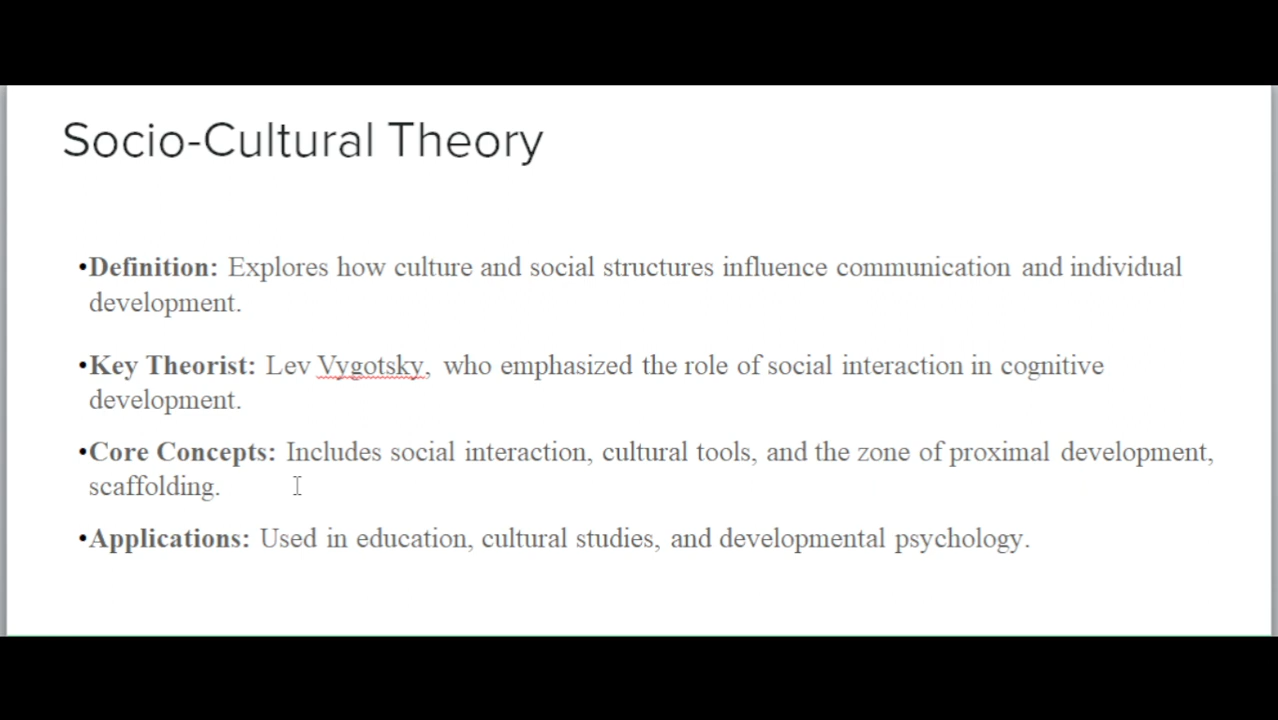 Socio-Cultural Theory
•Definition: Explores how culture and social structures influence communication and individual
development.
•Key Theorist: Lev Vygotsky, who emphasized the role of social interaction in cognitive
development.
•Core Concepts: Includes social interaction, cultural tools, and the zone of proximal development,
scaffolding.
•Applications: Used in education, cultural studies, and developmental psychology.